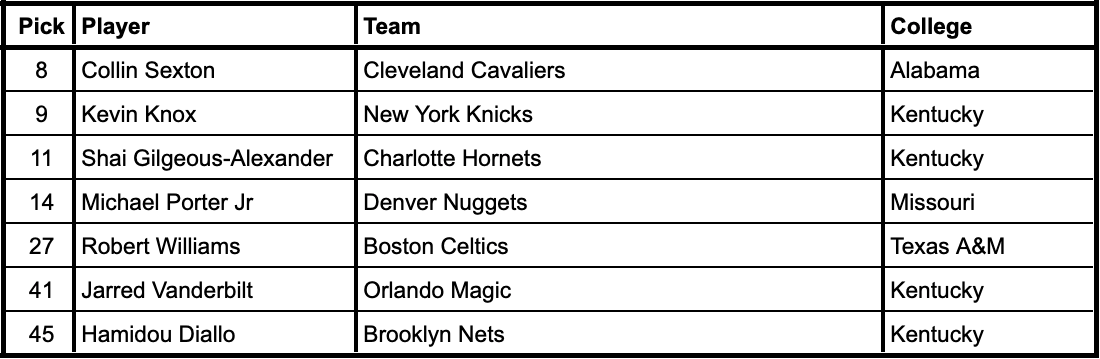 Pick Player Team College
8 Collin Sexton Cleveland Cavaliers Alabama
9 Kevin Knox New York Knicks Kentucky
11 Shai Gilgeous-Alexander Charlotte Hornets Kentucky
14 Michael Porter Jr Denver Nuggets Missouri
27 Robert Williams Boston Celtics Texas A&M
41 Jarred Vanderbilt Orlando Magic Kentucky
45 Hamidou Diallo Brooklyn Nets Kentucky